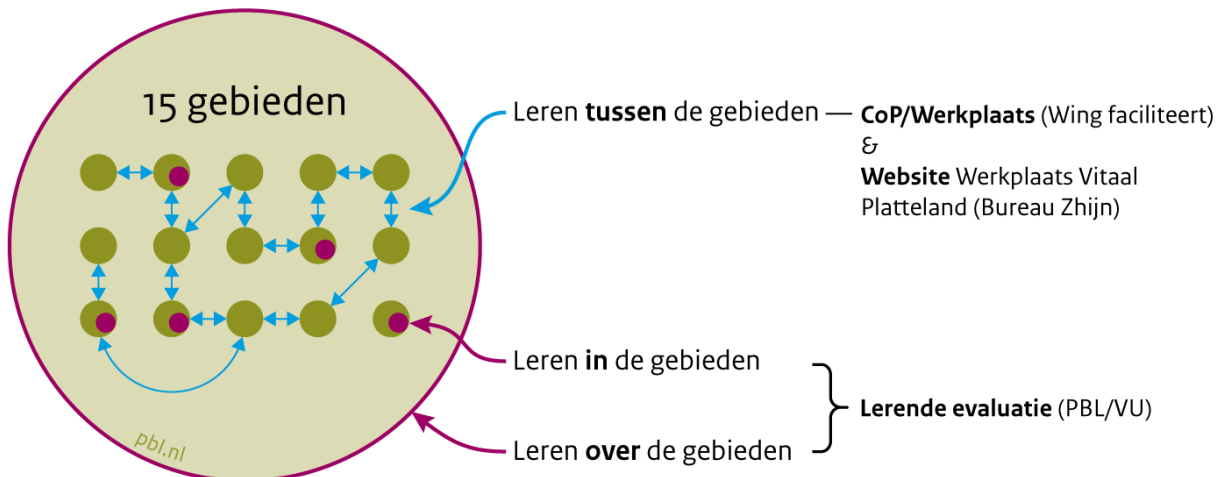 15 gebieden
Leren tussen de gebieden — CoP/Werkplaats (Wing faciliteert)
&
Website Werkplaats Vitaal
Platteland (Bureau Zhijn)
Leren in de gebieden
Lerende evaluatie (PBL/VU)
Leren over de gebieden
pbl.nl